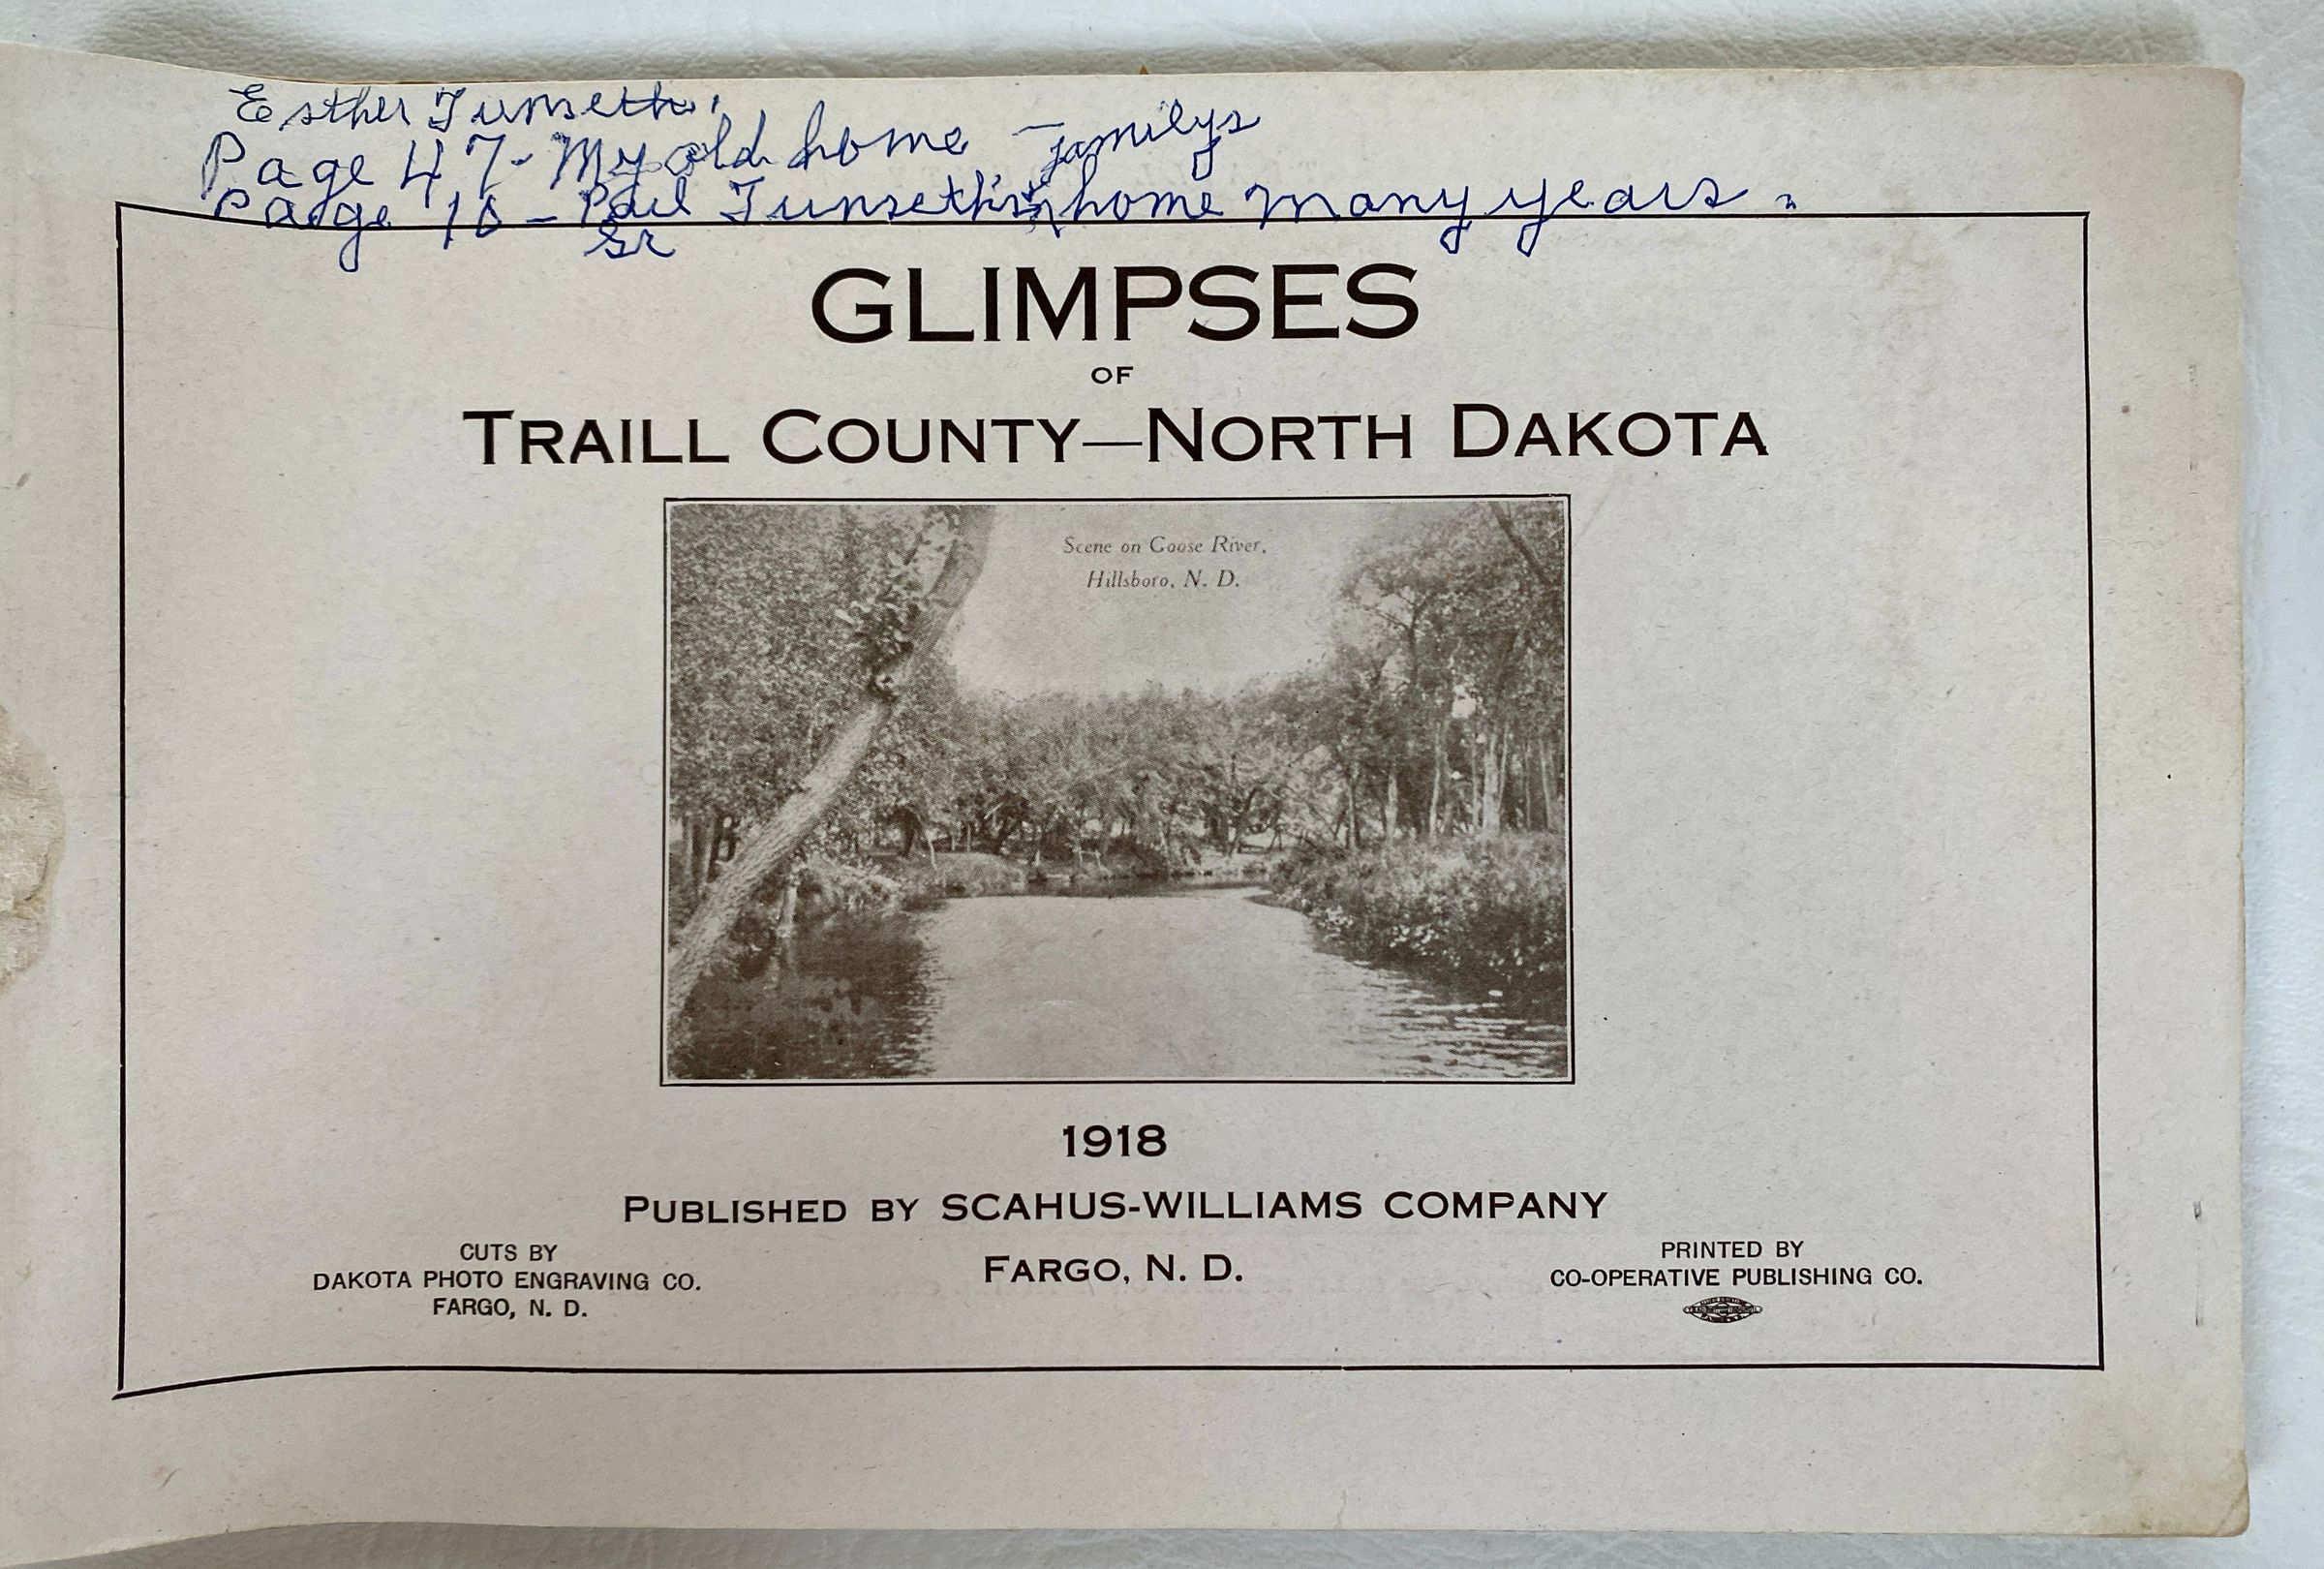 Esther Tunseth.
Page 47- My old home - familys
Page 16 - Paul Tunseth's home many years.
Sr
GLIMPSES
OF
TRAILL COUNTY—NORTH DAKOTA
Scene on Goose River,
Hillsboro, N. D.
1918
PUBLISHED BY SCAHUS-WILLIAMS COMPANY
FARGO, N. D.
CUTS BY
DAKOTA PHOTO ENGRAVING CO.
FARGO, N. D.
PRINTED BY
CO-OPERATIVE PUBLISHING CO.